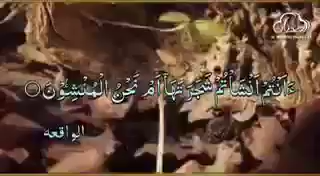 ءَأَنتُمْ أَنشَأْتُمْ شَجَرَتَهَا أَمْ نَحْنُ الْمُنشِئُونَ
الواقعه